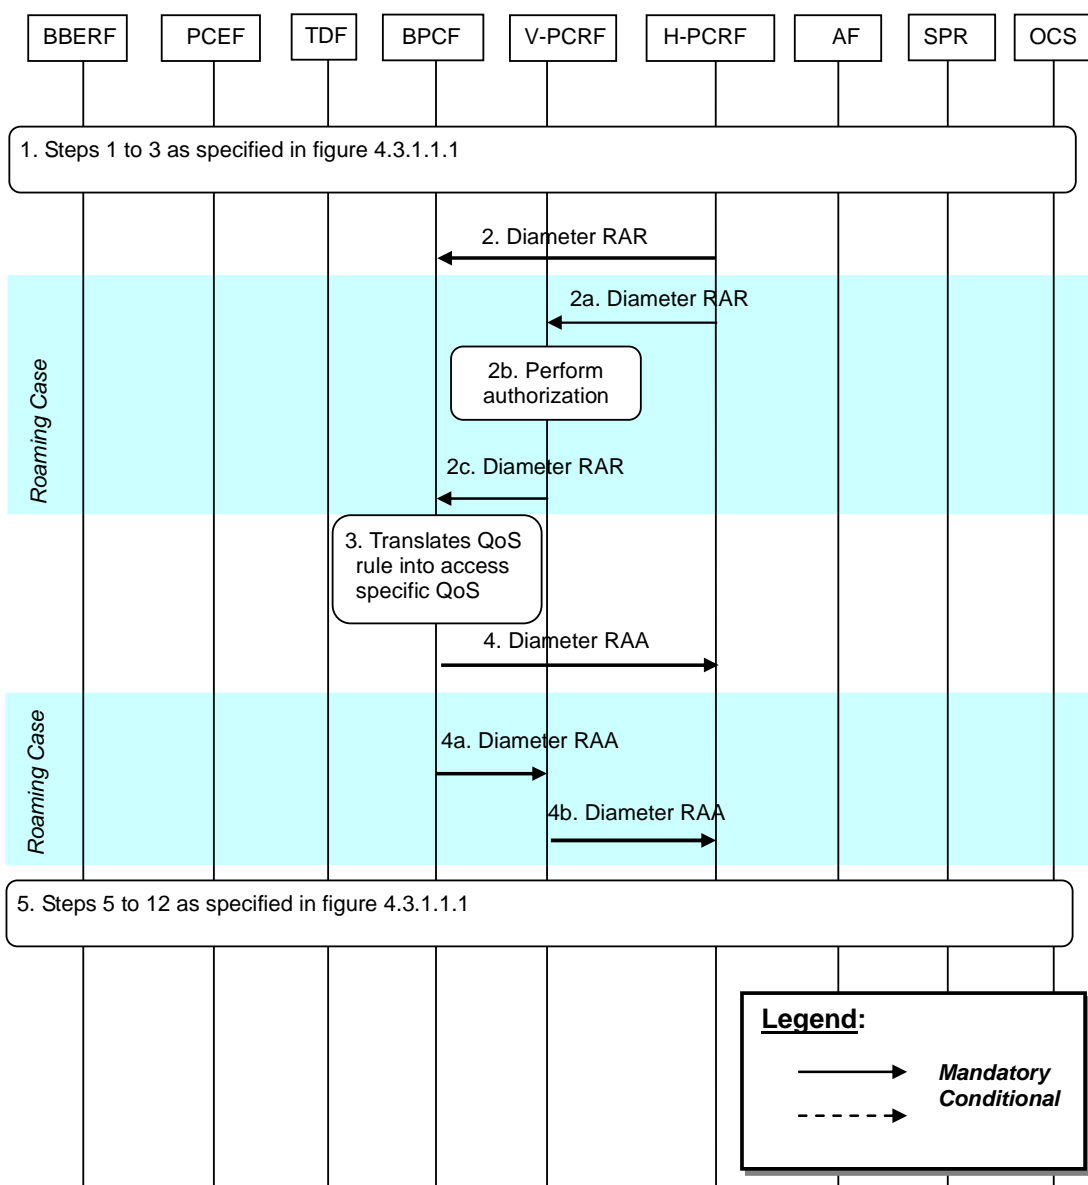 BBERF PCEF TDF BPCF V-PCRF H-PCRF AF SPR OCS
1. Steps 1 to 3 as specified in figure 4.3.1.1.1
2. Diameter RAR
Roaming Case
2a. Diameter RAR
2b. Perform
authorization
2c. Diameter RAR
3. Translates QoS
rule into access
specific QoS
4. Diameter RAA
Roaming Case
4a. Diameter RAA
4b. Diameter RAA
5. Steps 5 to 12 as specified in figure 4.3.1.1.1
Legend:
Mandatory
Conditional